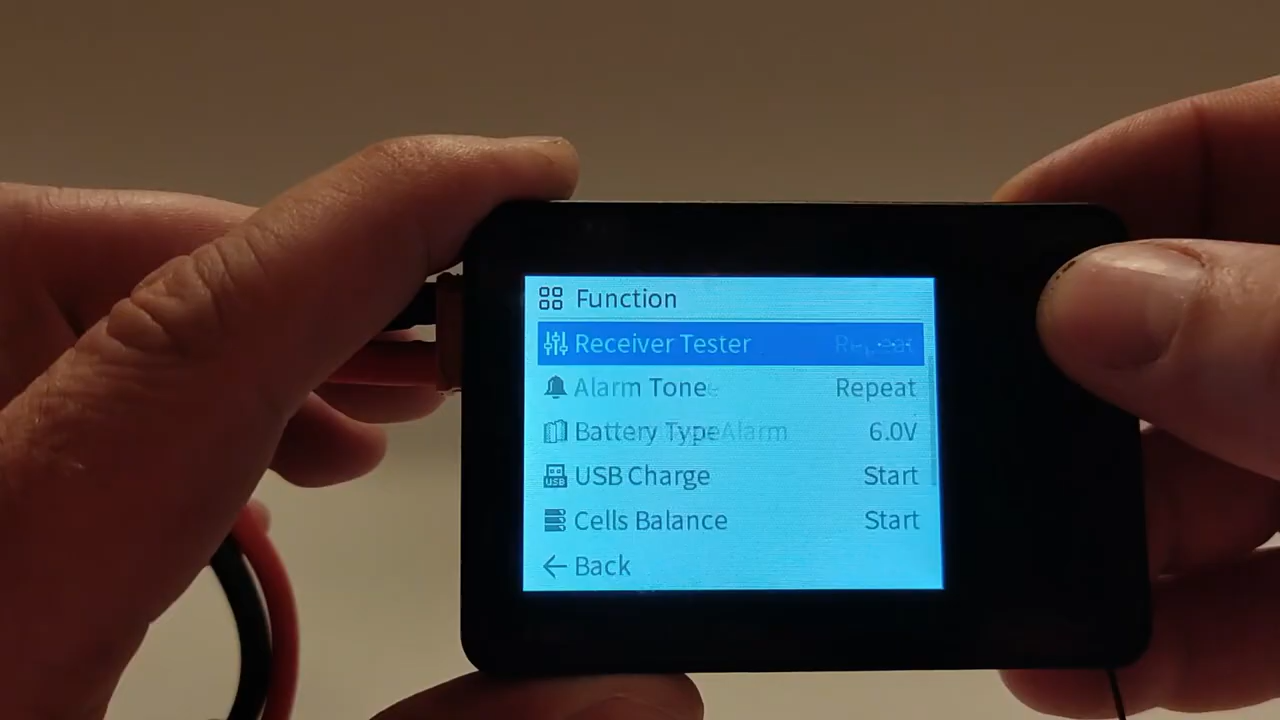 Function
Receiver Tester
Alarm Tone Repeat
Battery Type 6.0V
USB Charge Start
Cells Balance Start
Back